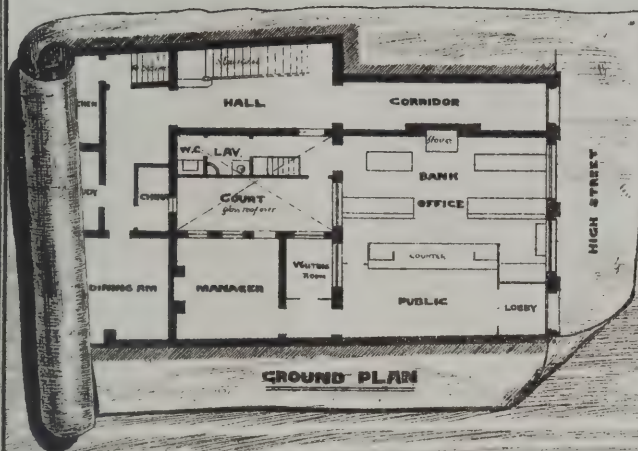 HALL
CORRIDOR
W.C.
LAV.
Stove
BANK
OFFICE
COURT
glass roof over
COUNTER
WAITING
ROOM
DINING RM
MANAGER
PUBLIC
LOBBY
HIGH STREET
GROUND PLAN